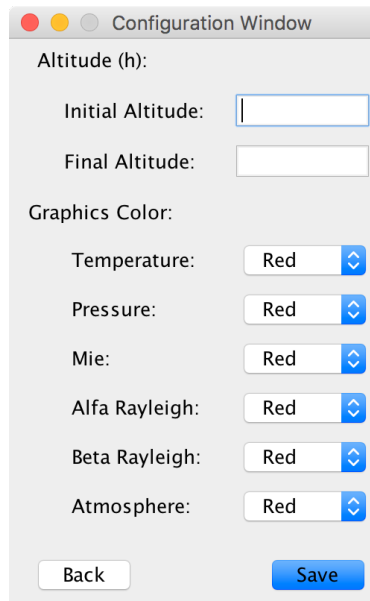 Configuration Window
Altitude (h):
Initial Altitude:
Final Altitude:
Graphics Color:
Temperature: Red
Pressure: Red
Mie: Red
Alfa Rayleigh: Red
Beta Rayleigh: Red
Atmosphere: Red
Back Save